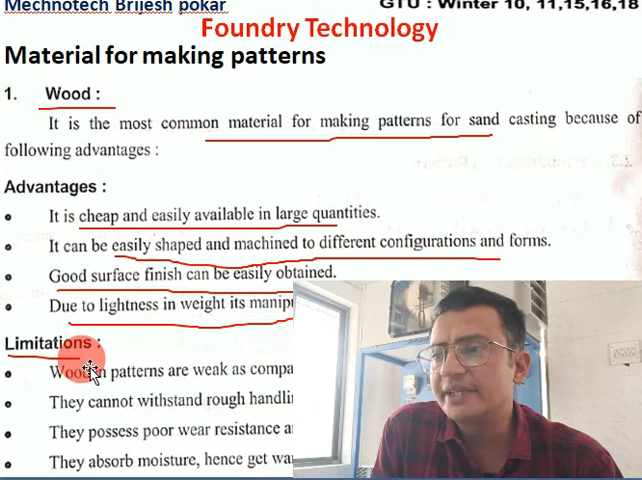 Mechnotech Brijesh pokar
GTU : Winter 10, 11,15,16,18
Foundry Technology
Material for making patterns
1. Wood :
It is the most common material for making patterns for sand casting because of
following advantages :
Advantages :
• It is cheap and easily available in large quantities.
• It can be easily shaped and machined to different configurations and forms.
• Good surface finish can be easily obtained.
• Due to lightness in weight its
Limitations :
• Wooden patterns are weak as
• They cannot withstand rough
• They possess poor wear resistance
• They absorb moisture, hence get